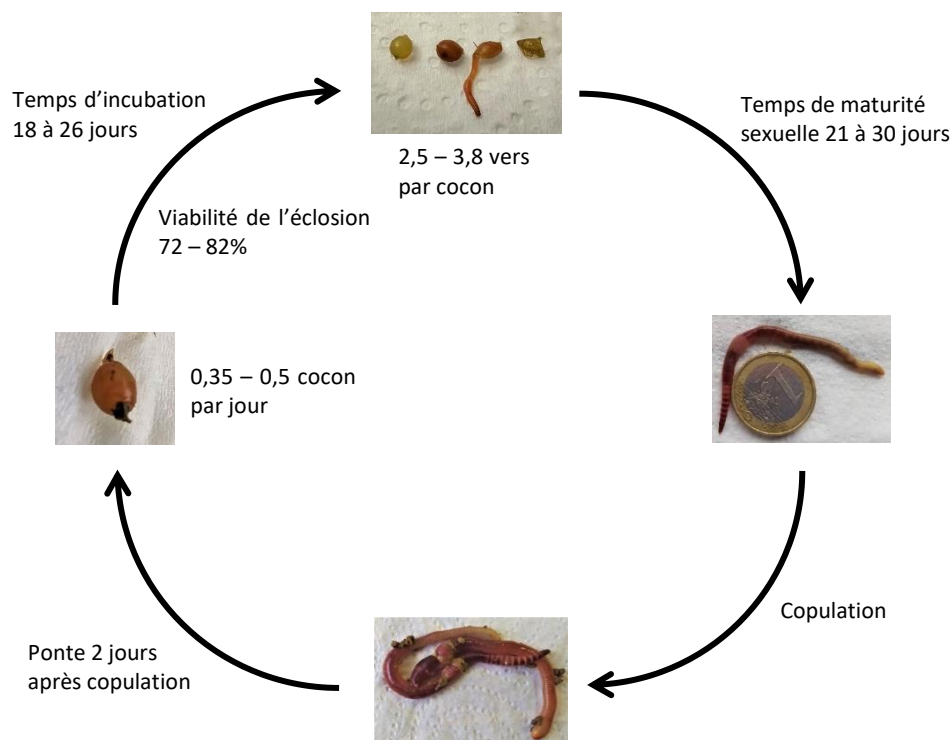 Temps d’incubation
18 à 26 jours
Temps de maturité
sexuelle 21 à 30 jours
2,5 – 3,8 vers
par cocon
Viabilité de l’éclosion
72 – 82%
0,35 – 0,5 cocon
par jour
Copulation
Ponte 2 jours
après copulation